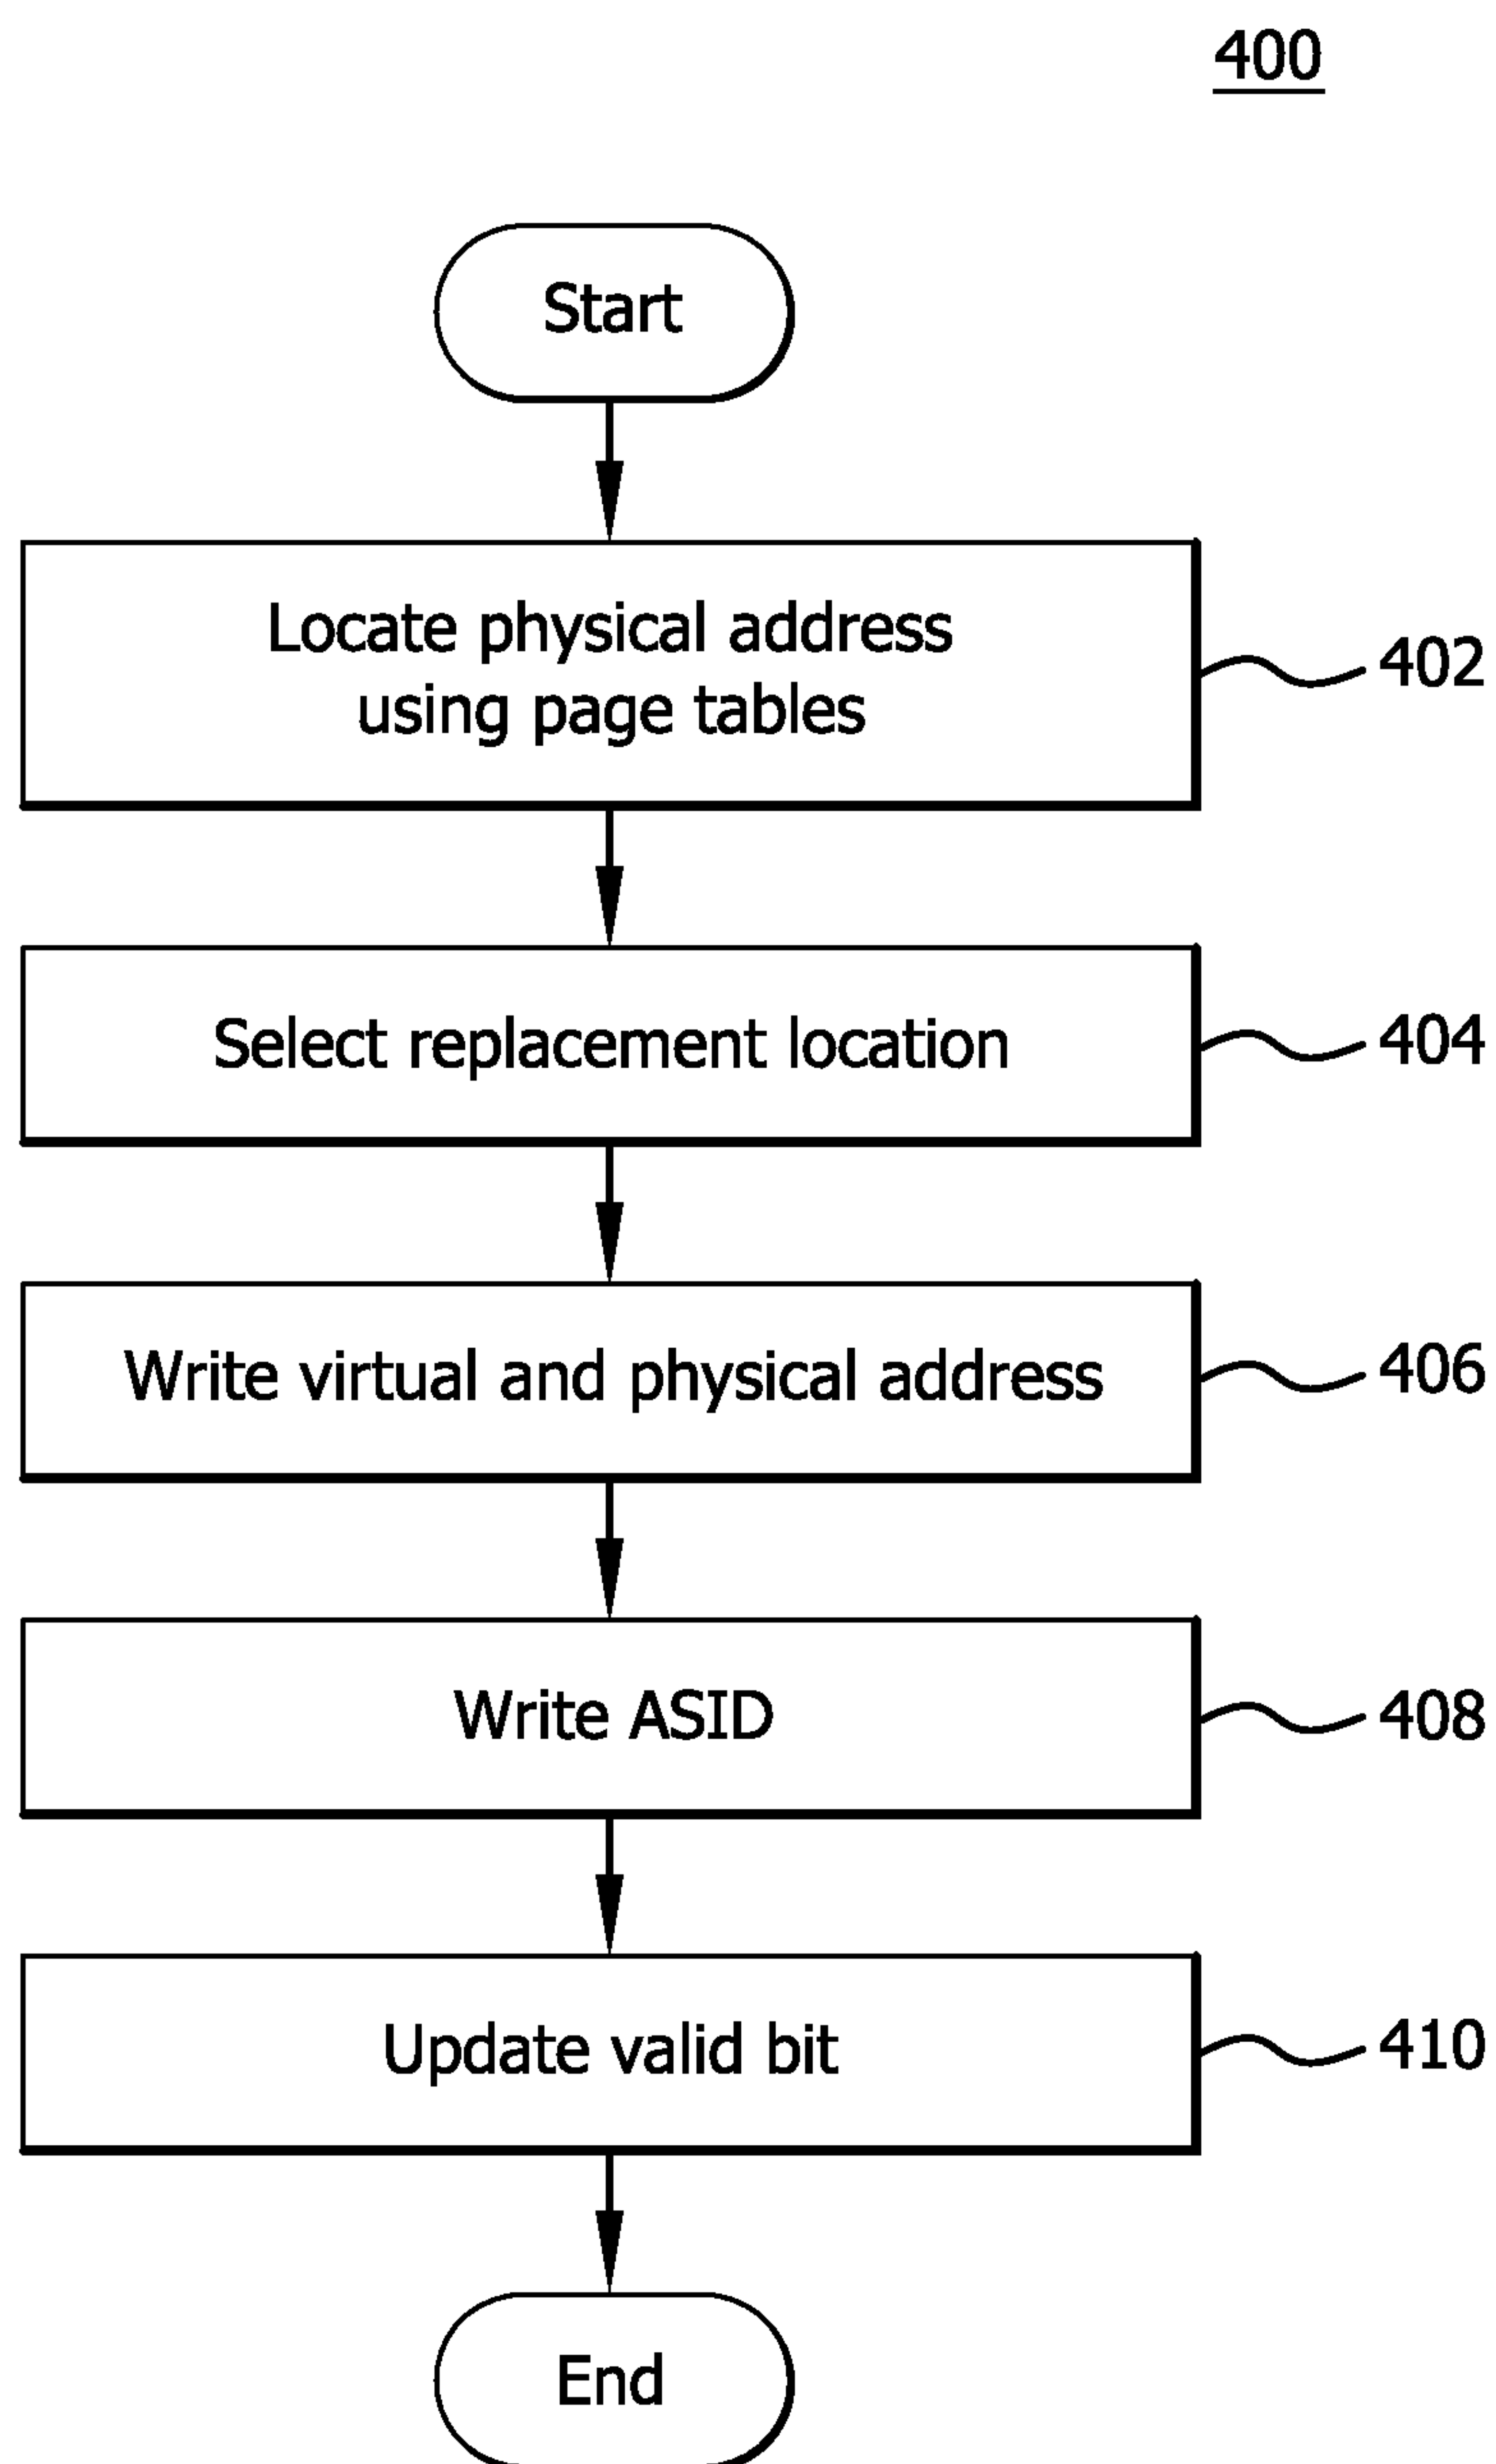 400
Start
Locate physical address
using page tables
402
Select replacement location
404
Write virtual and physical address
406
Write ASID
408
Update valid bit
410
End